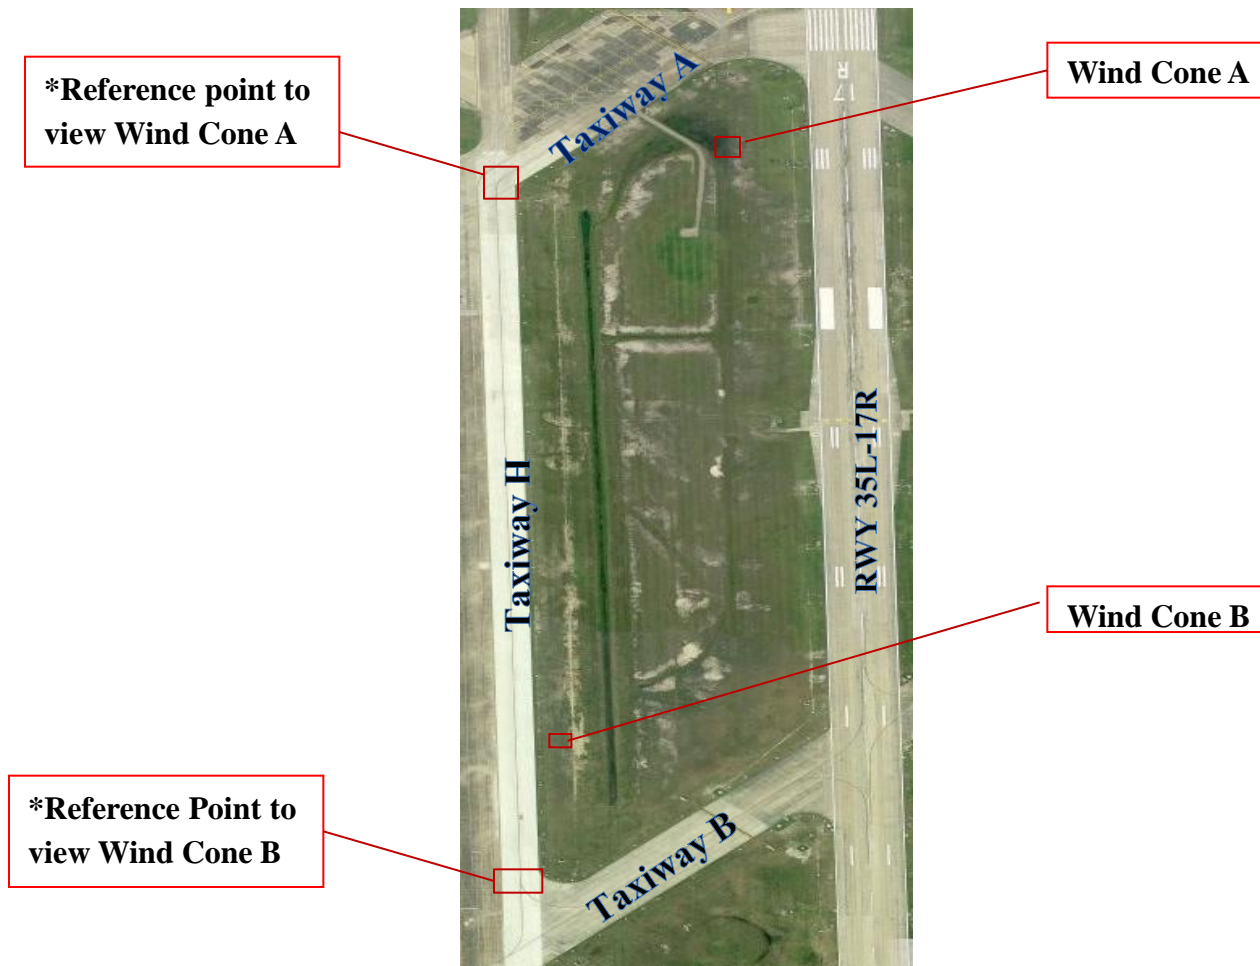 *Reference point to
view Wind Cone A
Wind Cone A
Taxiway A
17
R
Taxiway H
RWY 35L-17R
Wind Cone B
*Reference Point to
view Wind Cone B
Taxiway B